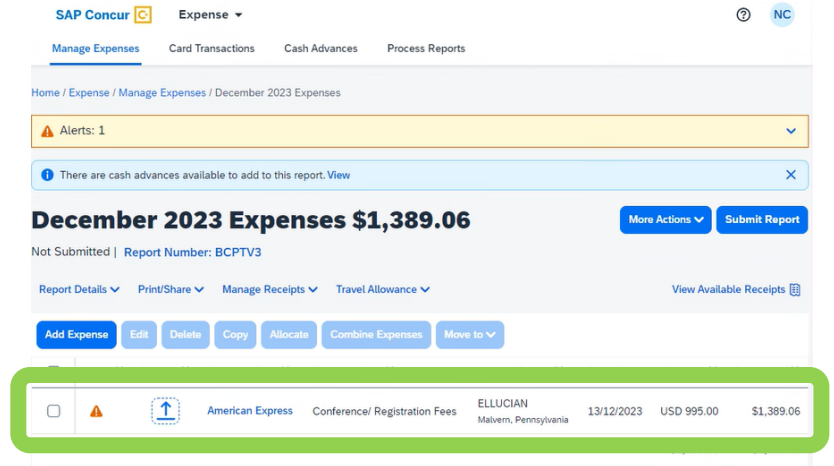 SAP Concur C Expense NC
Manage Expenses Card Transactions Cash Advances Process Reports
Home / Expense / Manage Expenses / December 2023 Expenses
Alerts: 1
There are cash advances available to add to this report. View
December 2023 Expenses $1,389.06
More Actions Submit Report
Not Submitted | Report Number: BCPTV3
Report Details Print/Share Manage Receipts Travel Allowance View Available Receipts
Add Expense Edit Delete Copy Allocate Combine Expenses Move to
American Express Conference/ Registration Fees ELLUCIAN 13/12/2023 USD 995.00 $1,389.06
Malvern, Pennsylvania